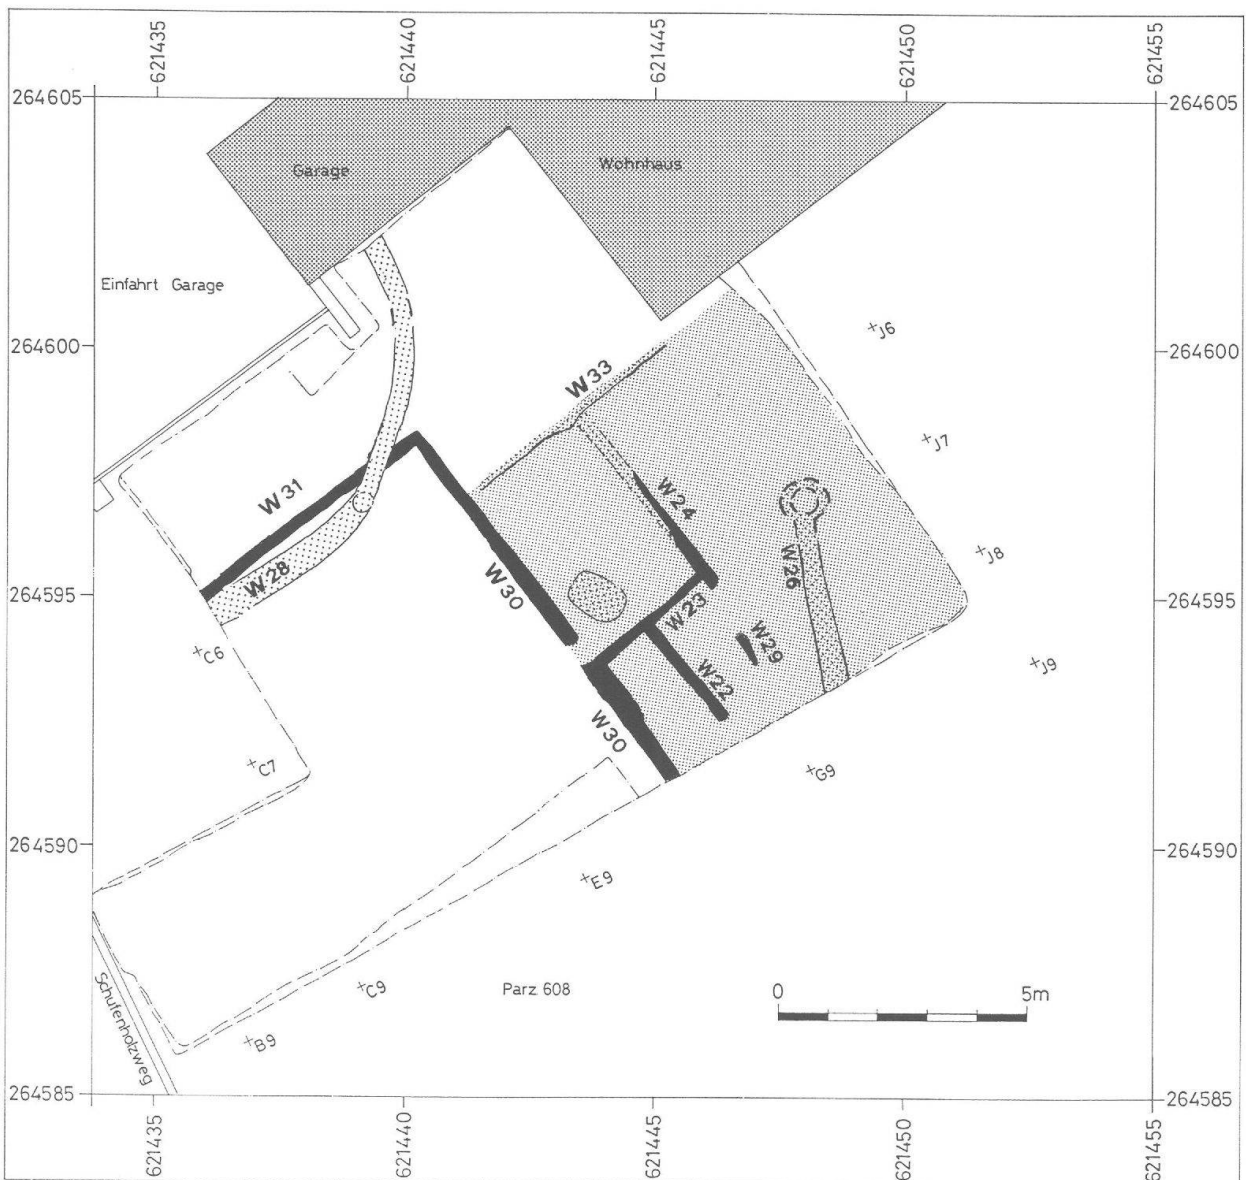 621435
621440
621445
621450
621455
264605
264605
Garage
Wohnhaus
Einfahrt Garage
J6
264600
264600
W33
J7
W31
W24
J8
W28
W30
W26
264595
264595
W23
C6
W29
J9
W22
W30
C7
G9
264590
264590
E9
C9
Parz. 608
0
5m
Schufenholzweg
B9
264585
264585
621435
621440
621445
621450
621455